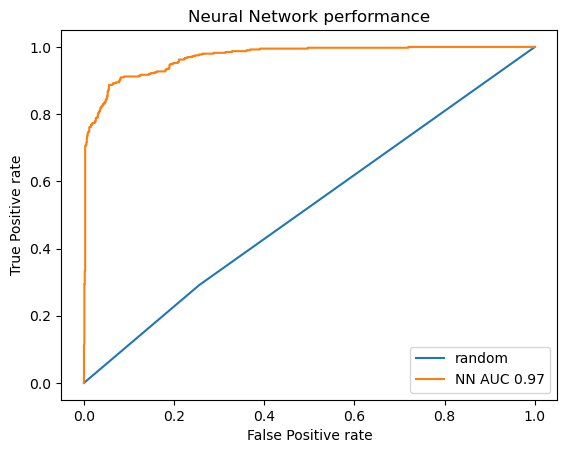 Neural Network performance
True Positive rate
1.0
0.8
0.6
0.4
0.2
0.0
random
NN AUC 0.97
0.0 0.2 0.4 0.6 0.8 1.0
False Positive rate